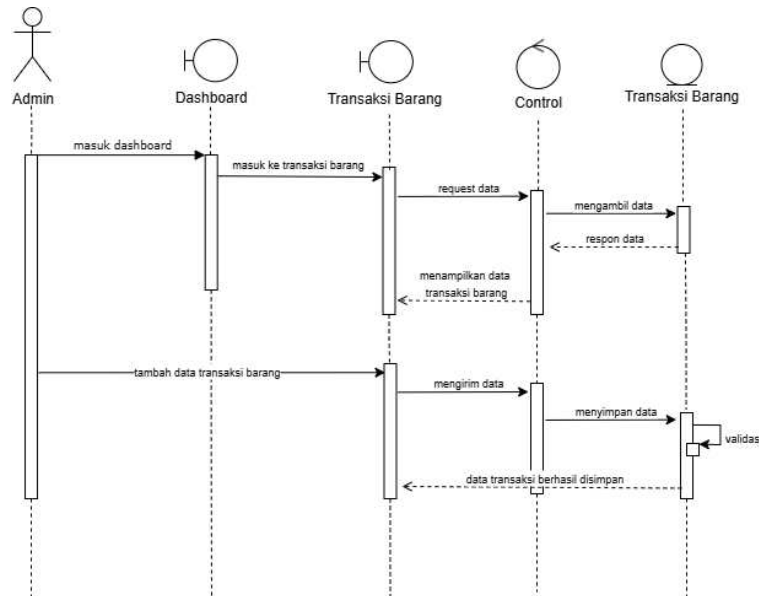 Admin
Dashboard
Transaksi Barang
Control
Transaksi Barang
masuk dashboard
masuk ke transaksi barang
request data
mengambil data
respon data
menampilkan data
transaksi barang
tambah data transaksi barang
mengirim data
menyimpan data
validas
data transaksi berhasil disimpan